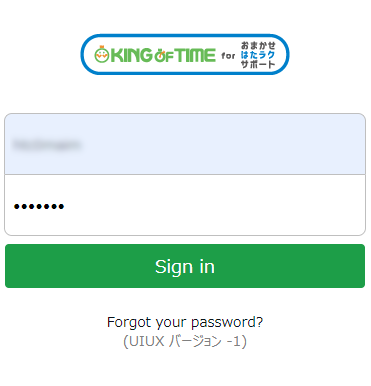 KING OF TIME for おまかせ
はたラク
サポート
•••••••
Sign in
Forgot your password?
(UIUX バージョン -1)